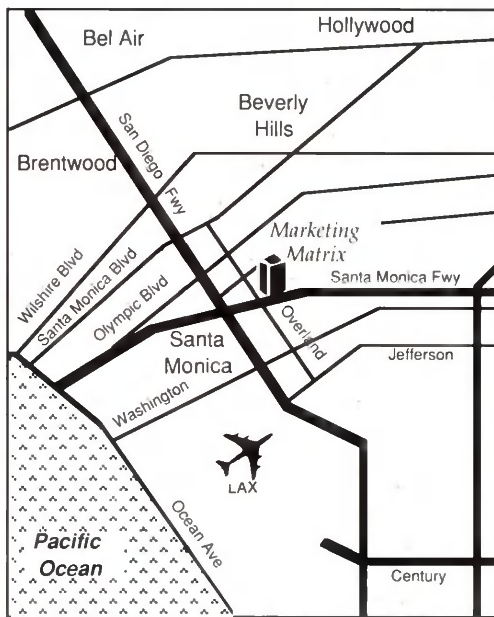 Hollywood
Bel Air
Beverly
Hills
San Diego
Fwy
Brentwood
Marketing
Matrix
Wilshire Blvd
Santa Monica Blvd
Olympic Blvd
Santa Monica Fwy
Overland
Santa
Monica
Jefferson
Washington
LAX
Ocean Ave
Pacific
Ocean
Century